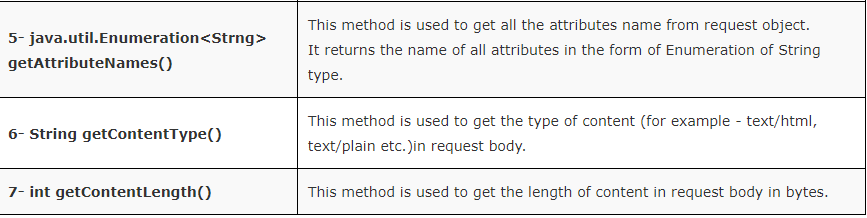 5- java.util.Enumeration<Strng>
getAttributeNames()
This method is used to get all the attributes name from request object.
It returns the name of all attributes in the form of Enumeration of String
type.
6- String getContentType()
This method is used to get the type of content (for example - text/html,
text/plain etc.)in request body.
7- int getContentLength()
This method is used to get the length of content in request body in bytes.